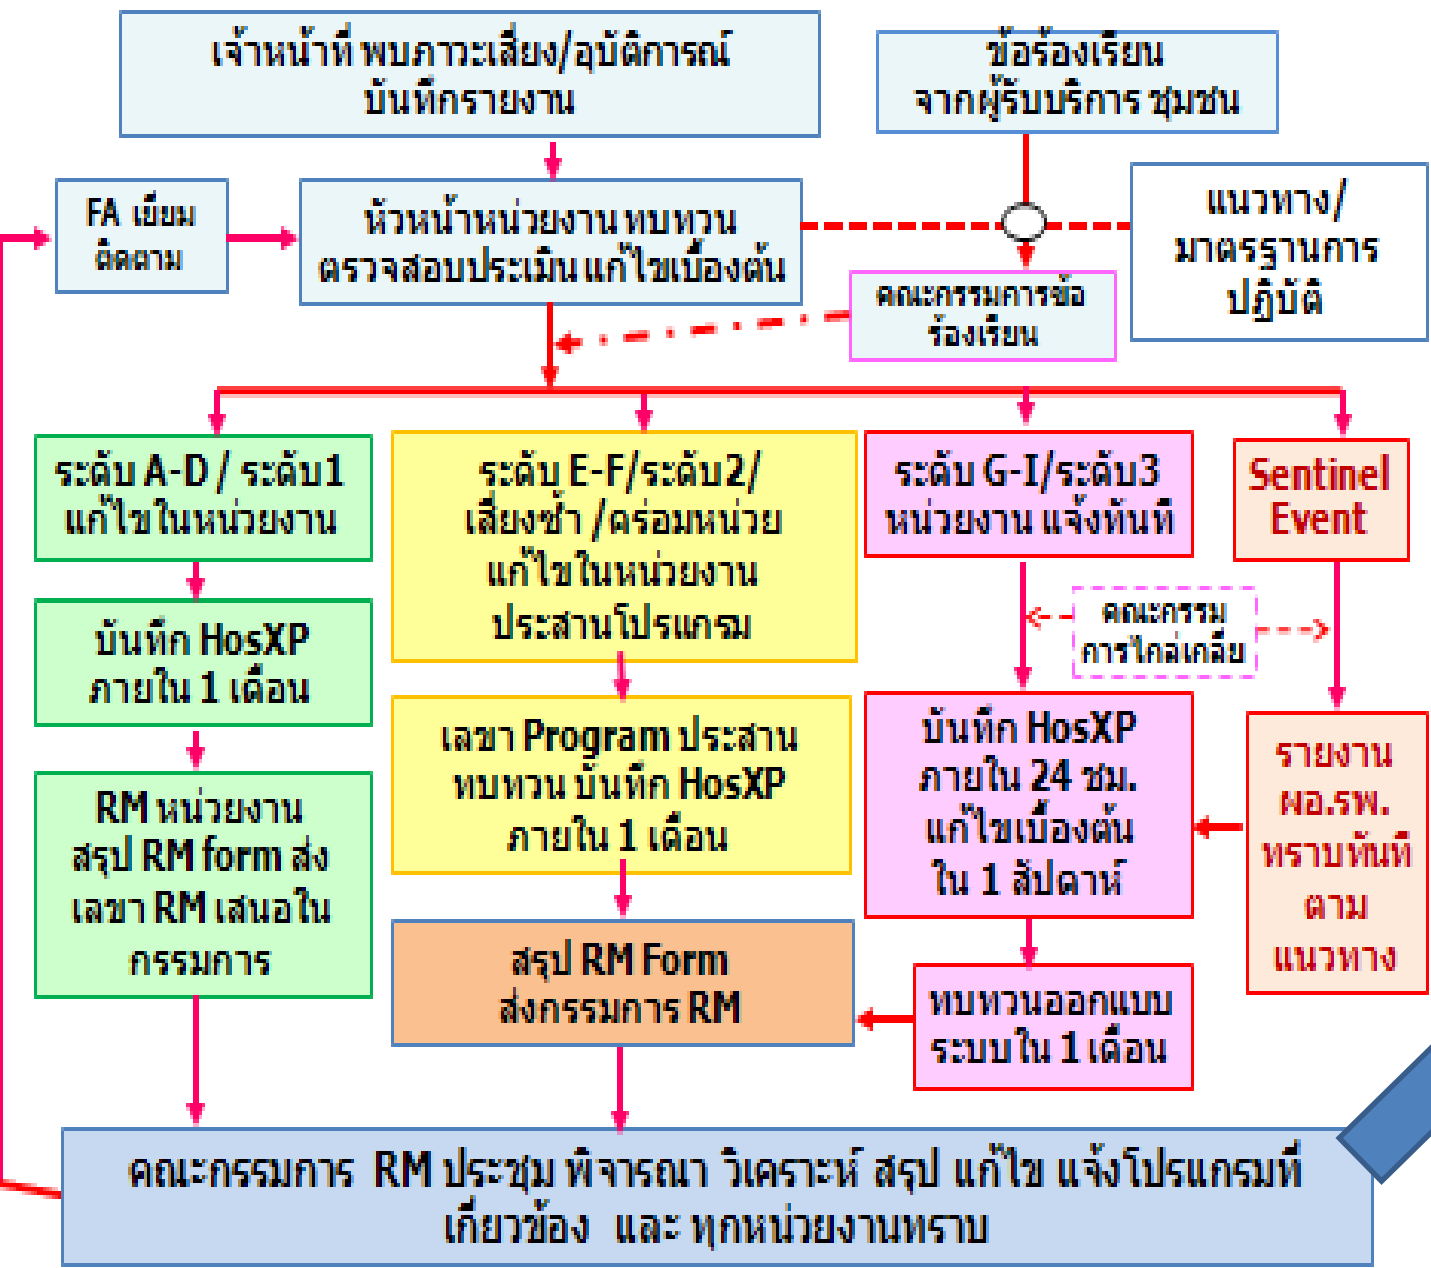 เจ้าหน้าที่ พบภาวะเสี่ยง/อุบัติการณ์
บันทึกรายงาน
ข้อร้องเรียน
จากผู้รับบริการ ชุมชน
FA เยี่ยม
ติดตาม
หัวหน้าหน่วยงาน ทบทวน
ตรวจสอบประเมิน แก้ไขเบื้องต้น
แนวทาง/
มาตรฐานการ
ปฏิบัติ
คณะกรรมการข้อ
ร้องเรียน
ระดับ A-D / ระดับ1
แก้ไขในหน่วยงาน
ระดับ E-F/ระดับ2/
เสี่ยงซ้ำ /คร่อมหน่วย
แก้ไขในหน่วยงาน
ประสานโปรแกรม
ระดับ G-I/ระดับ3
หน่วยงาน แจ้งทันที
Sentinel
Event
คณะกรรม
การไกล่เกลี่ย
บันทึก HosXP
ภายใน 1 เดือน
เลขา Program ประสาน
ทบทวน บันทึก HosXP
ภายใน 1 เดือน
บันทึก HosXP
ภายใน 24 ชม.
แก้ไขเบื้องต้น
ใน 1 สัปดาห์
รายงาน
ผอ.รพ.
ทราบทันที
ตาม
แนวทาง
RM หน่วยงาน
สรุป RM form ส่ง
เลขา RM เสนอใน
กรรมการ
สรุป RM Form
ส่งกรรมการ RM
ทบทวนออกแบบ
ระบบใน 1 เดือน
คณะกรรมการ RM ประชุม พิจารณา วิเคราะห์ สรุป แก้ไข แจ้งโปรแกรมที่
เกี่ยวข้อง และ ทุกหน่วยงานทราบ